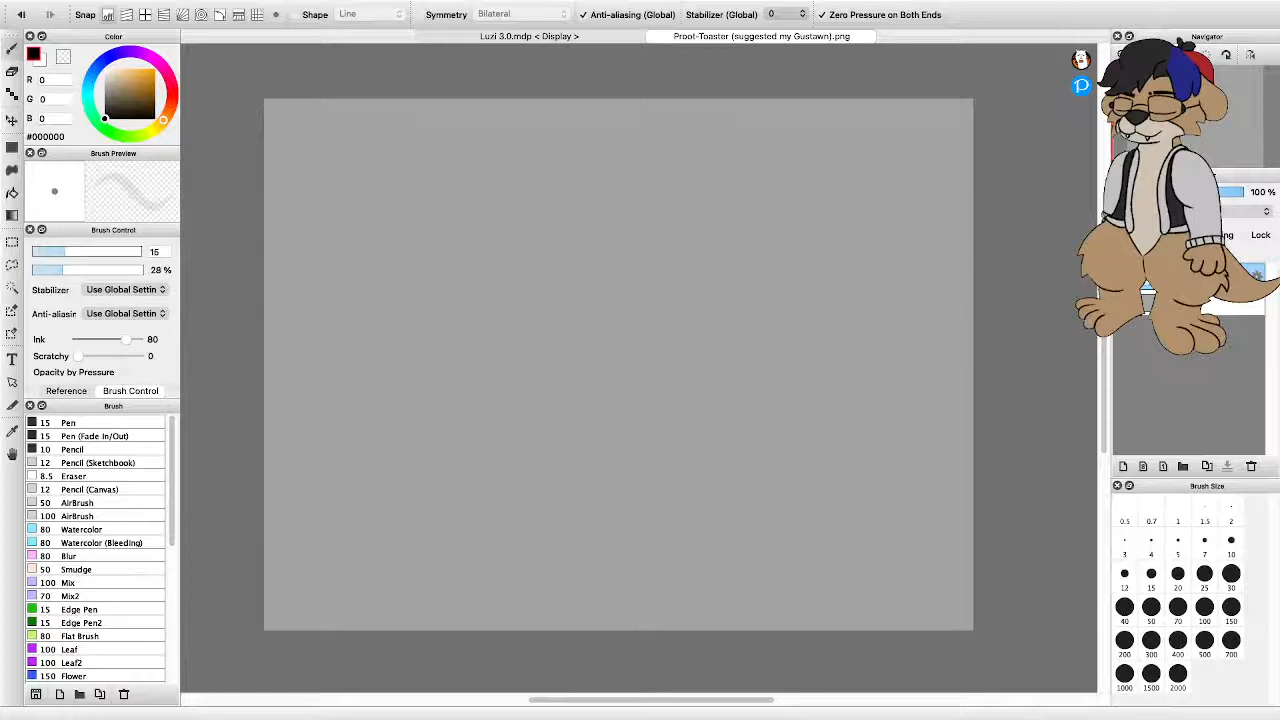 Snap Shape Line Symmetry Bilateral Anti-aliasing (Global) Stabilizer (Global) 0 Zero Pressure on Both Ends
Luzi 3.0.mdp < Display > Proot-Toaster (suggested my Gustawn).png
Color
R 0
G 0
B 0
#000000
Brush Preview
Brush Control
15
28 %
Stabilizer Use Global Settin
Anti-aliasin Use Global Settin
Ink 80
Scratchy 0
Opacity by Pressure
Reference Brush Control
Brush
15 Pen
15 Pen (Fade In/Out)
10 Pencil
12 Pencil (Sketchbook)
8.5 Eraser
12 Pencil (Canvas)
50 AirBrush
100 AirBrush
80 Watercolor
80 Watercolor (Bleeding)
80 Blur
50 Smudge
100 Mix
70 Mix2
15 Edge Pen
15 Edge Pen2
80 Flat Brush
100 Leaf
100 Leaf2
150 Flower
Navigator
100 %
ng Lock
Brush Size
0.5 0.7 1 1.5 2
3 4 5 7 10
12 15 20 25 30
40 50 70 100 150
200 300 400 500 700
1000 1500 2000